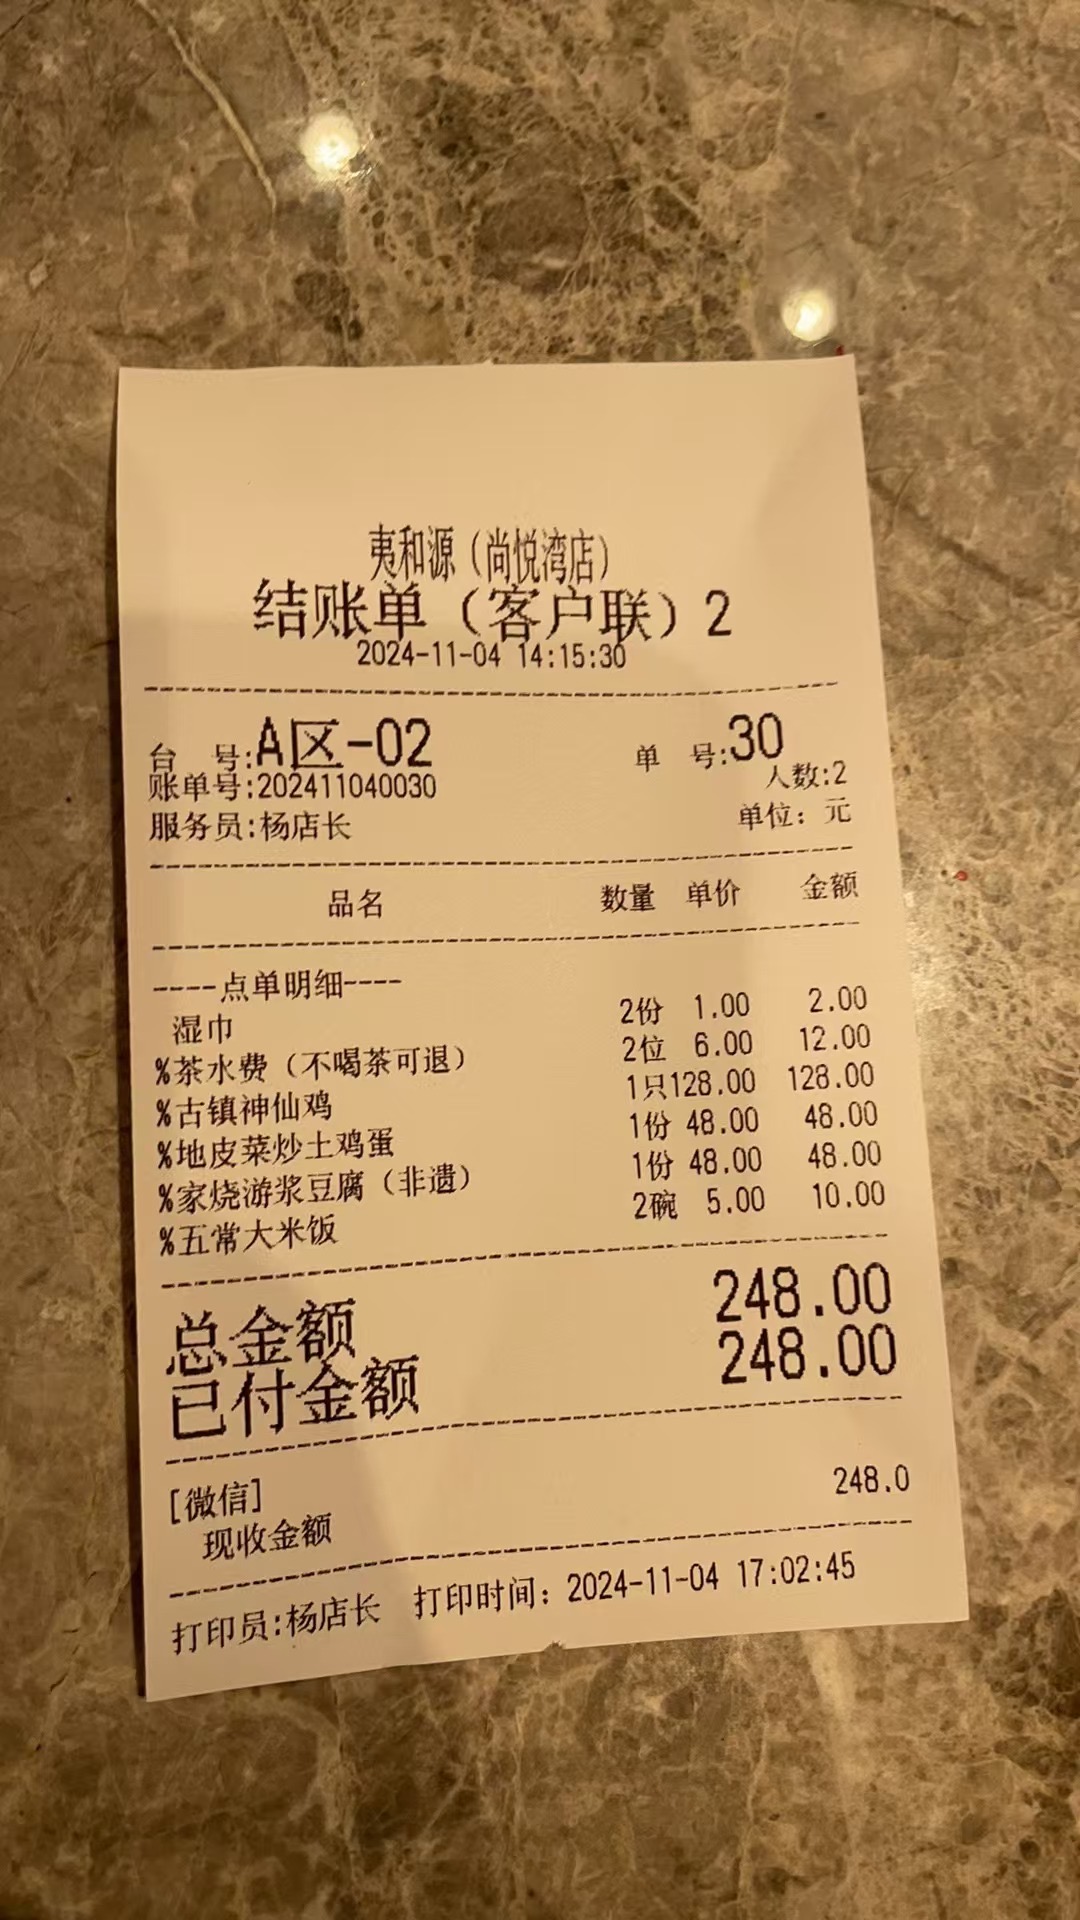 夷和源（尚悦湾店）
结账单（客户联）2
2024-11-04 14:15:30
台 号:A区-02 单 号:30
账单号:202411040030 人数:2
服务员:杨店长 单位：元
品名 数量 单价 金额
----点单明细----
湿巾 2份 1.00 2.00
%茶水费（不喝茶可退） 2位 6.00 12.00
%古镇神仙鸡 1只128.00 128.00
%地皮菜炒土鸡蛋 1份 48.00 48.00
%家烧游浆豆腐（非遗） 1份 48.00 48.00
%五常大米饭 2碗 5.00 10.00
总金额 248.00
已付金额 248.00
[微信] 248.0
现收金额
打印员:杨店长 打印时间：2024-11-04 17:02:45